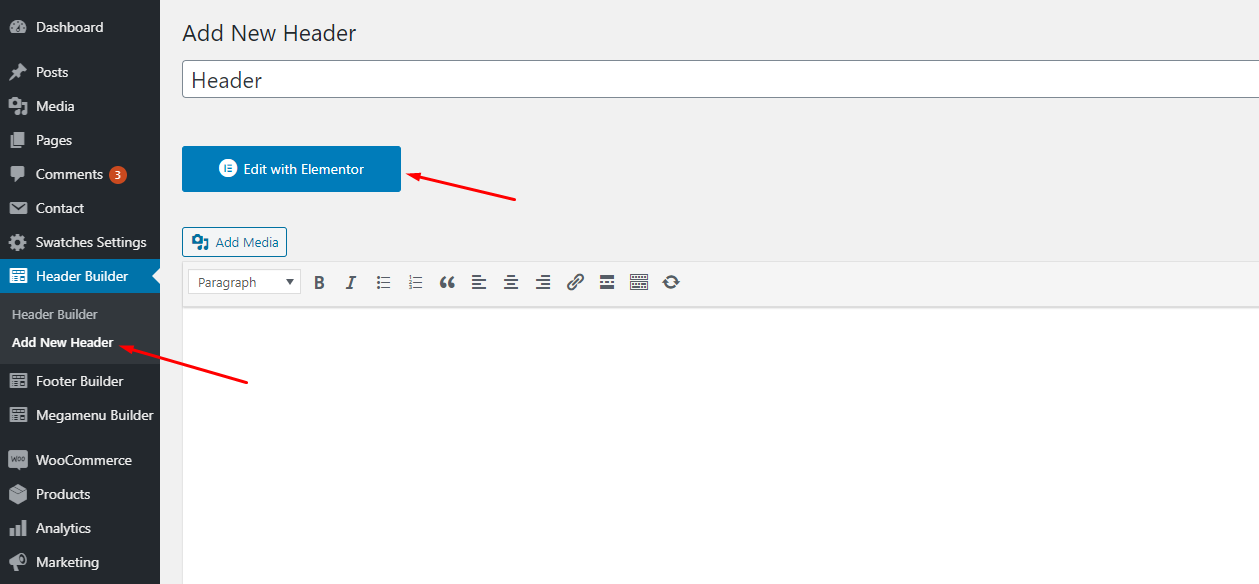 Dashboard
Posts
Media
Pages
Comments 3
Contact
Swatches Settings
Header Builder
Header Builder
Add New Header
Footer Builder
Megamenu Builder
WOO WooCommerce
Products
Analytics
Marketing
Add New Header
Header
Edit with Elementor
Add Media
Paragraph B I